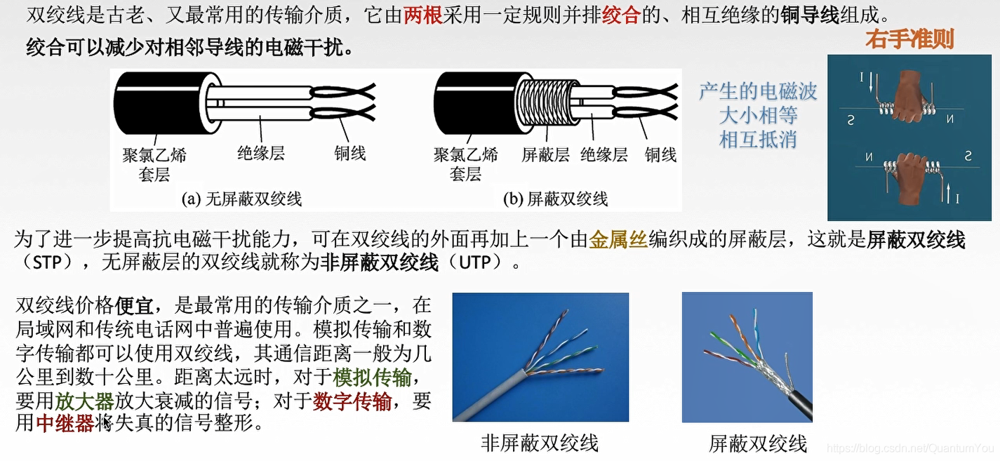 双绞线是古老、又最常用的传输介质，它由两根采用一定规则并排绞合的、相互绝缘的铜导线组成。
绞合可以减少对相邻导线的电磁干扰。
右手准则
产生的电磁波
大小相等
相互抵消
I
S
N
N
S
I
聚氯乙烯
套层
绝缘层
铜线
(a) 无屏蔽双绞线
聚氯乙烯
套层
屏蔽层
绝缘层
铜线
(b) 屏蔽双绞线
为了进一步提高抗电磁干扰能力，可在双绞线的外面再加上一个由金属丝编织成的屏蔽层，这就是屏蔽双绞线
（STP），无屏蔽层的双绞线就称为非屏蔽双绞线（UTP）。
双绞线价格便宜，是最常用的传输介质之一，在
局域网和传统电话网中普遍使用。模拟传输和数
字传输都可以使用双绞线，其通信距离一般为几
公里到数十公里。距离太远时，对于模拟传输，
要用放大器放大衰减的信号；对于数字传输，要
用中继器将失真的信号整形。
非屏蔽双绞线
屏蔽双绞线
https://blog.csdn.net/QuantumYou